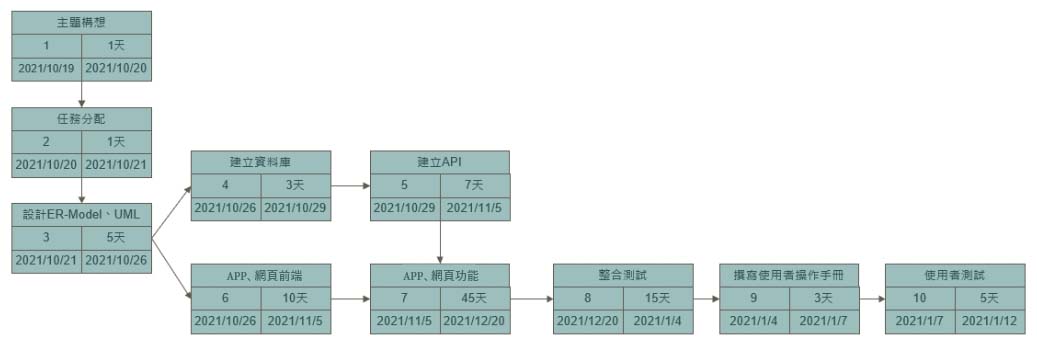 主題構想
1 1天
2021/10/19 2021/10/20
任務分配
2 1天
2021/10/20 2021/10/21
設計ER-Model、UML
3 5天
2021/10/21 2021/10/26
建立資料庫
4 3天
2021/10/26 2021/10/29
建立API
5 7天
2021/10/29 2021/11/5
APP、網頁前端
6 10天
2021/10/26 2021/11/5
APP、網頁功能
7 45天
2021/11/5 2021/12/20
整合測試
8 15天
2021/12/20 2021/1/4
撰寫使用者操作手冊
9 3天
2021/1/4 2021/1/7
使用者測試
10 5天
2021/1/7 2021/1/12